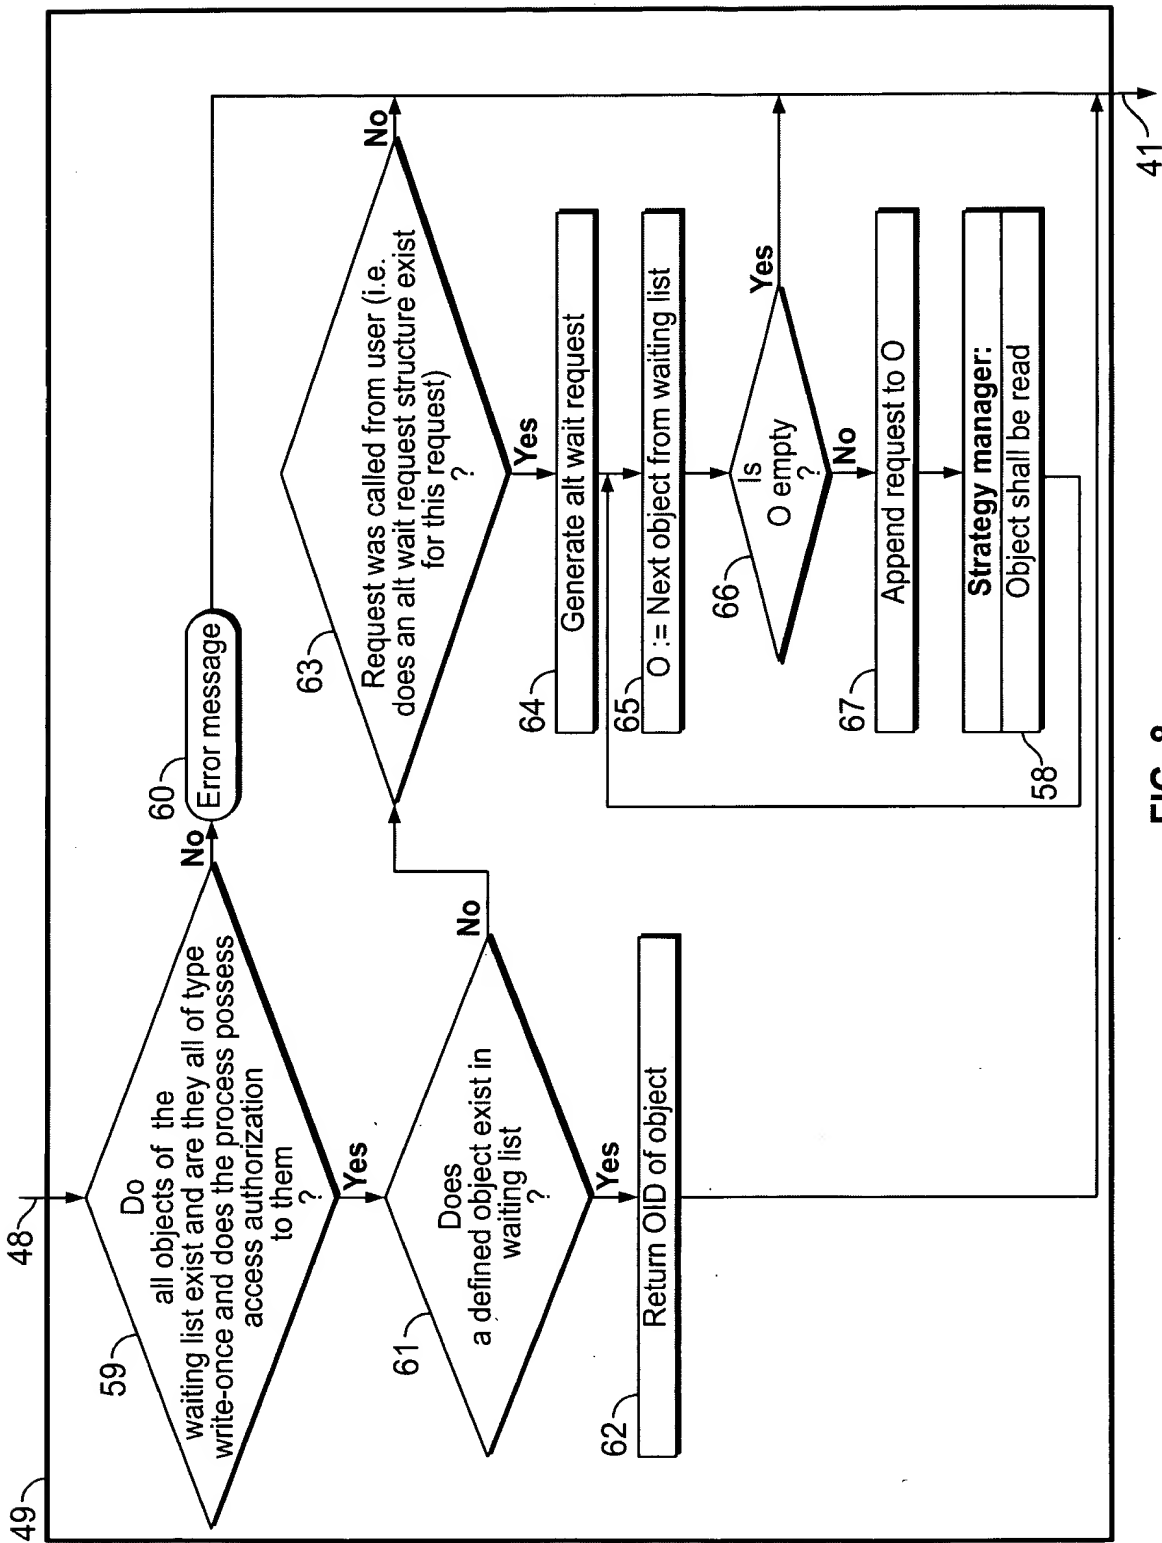 49
48
59
Do
all objects of the
waiting list exist and are they all of type
write-once and does the process possess
access authorization
to them
?
No
60
Error message
Yes
61
Does
a defined object exist in
waiting list
?
No
Yes
62
Return OID of object
63
Request was called from user (i.e.
does an alt wait request structure exist
for this request)
?
No
Yes
64
Generate alt wait request
65
O := Next object from waiting list
66
Is
O empty
?
Yes
No
67
Append request to O
Strategy manager:
Object shall be read
58
41